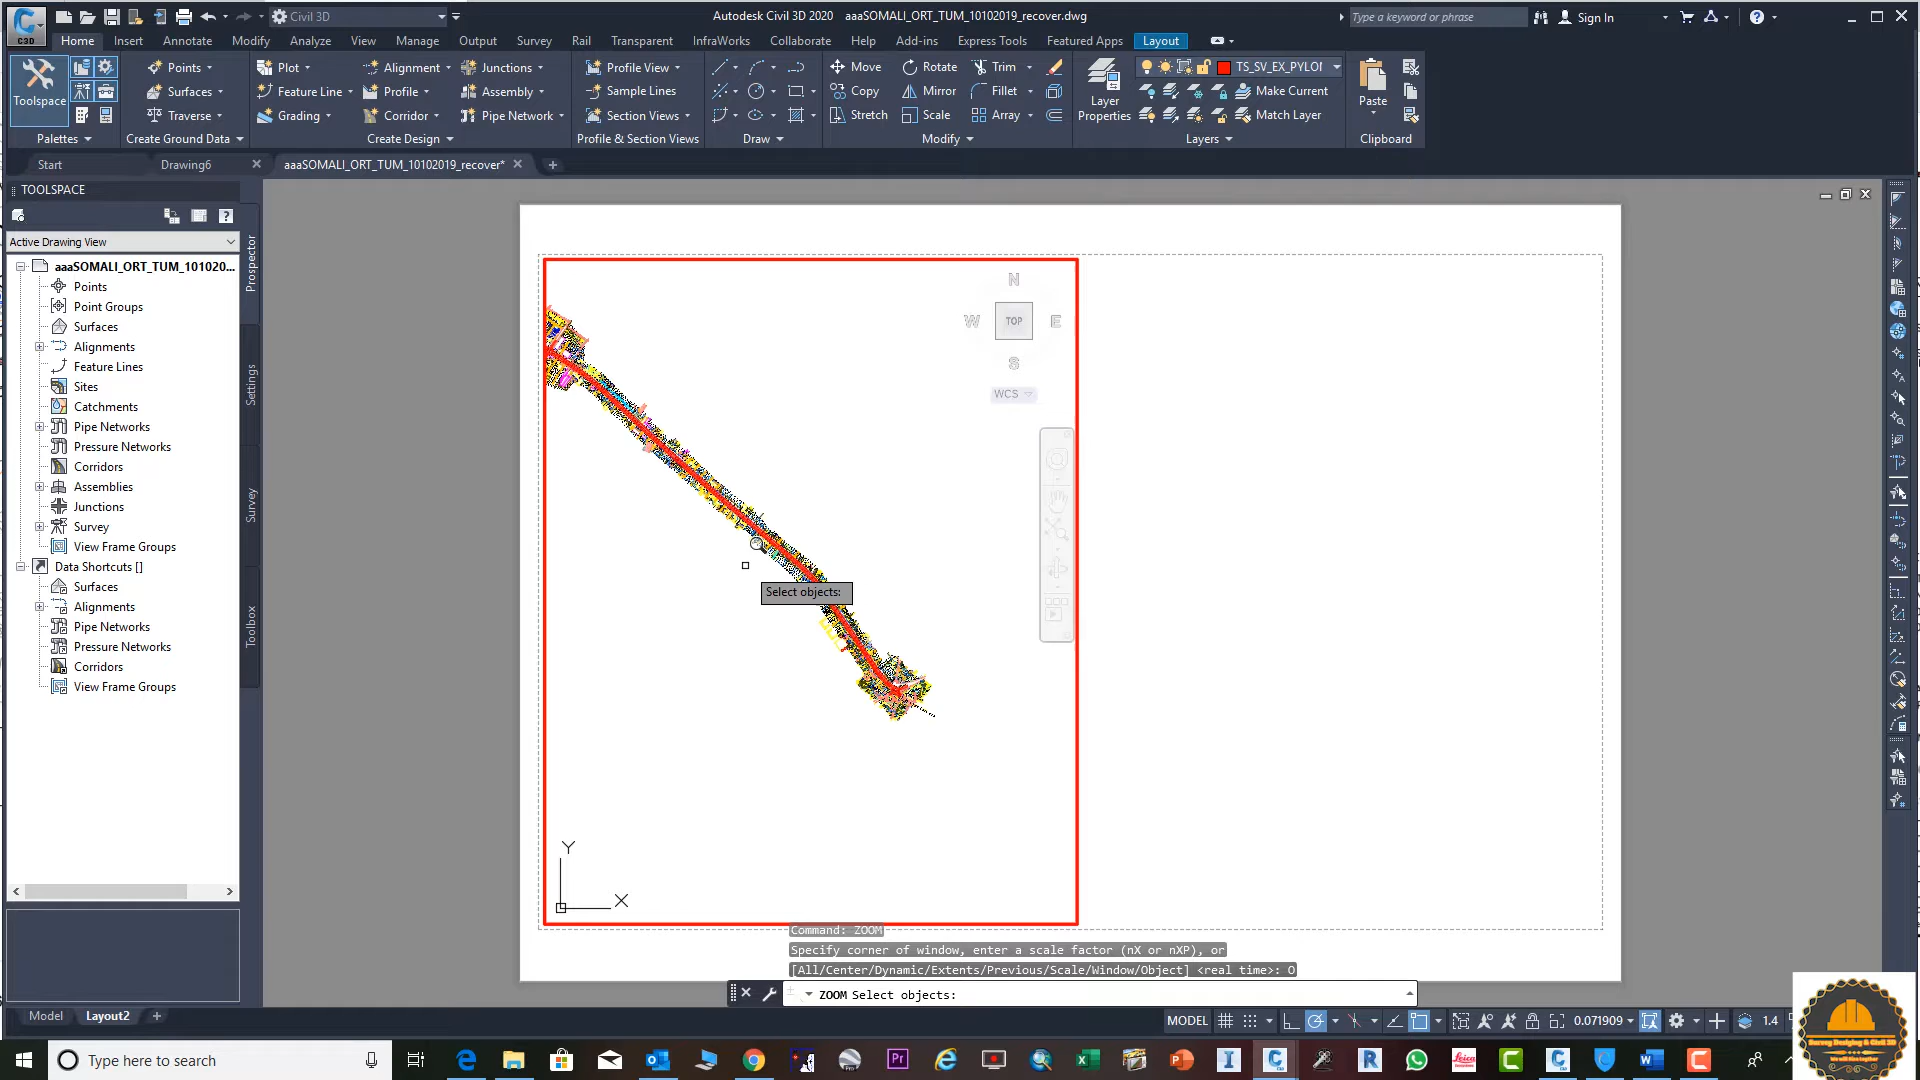 C3D
Civil 3D
Autodesk Civil 3D 2020 aaaSOMALI_ORT_TUM_10102019_recover.dwg
Type a keyword or phrase
Sign In
Home Insert Annotate Modify Analyze View Manage Output Survey Rail Transparent InfraWorks Collaborate Help Add-ins Express Tools Featured Apps Layout
Toolspace
Palettes
Points
Surfaces
Traverse
Create Ground Data
Plot
Feature Line
Grading
Alignment
Profile
Corridor
Create Design
Junctions
Assembly
Pipe Network
Profile View
Sample Lines
Section Views
Profile & Section Views
Draw
Move
Copy
Stretch
Rotate
Mirror
Scale
Trim
Fillet
Array
Modify
Layer
Properties
TS_SV_EX_PYLON
Make Current
Match Layer
Layers
Paste
Clipboard
Start
Drawing6
aaaSOMALI_ORT_TUM_10102019_recover*
TOOLSPACE
Active Drawing View
aaaSOMALI_ORT_TUM_101020...
Points
Point Groups
Surfaces
Alignments
Feature Lines
Sites
Catchments
Pipe Networks
Pressure Networks
Corridors
Assemblies
Junctions
Survey
View Frame Groups
Data Shortcuts []
Surfaces
Alignments
Pipe Networks
Pressure Networks
Corridors
View Frame Groups
Prospector
Settings
Survey
Toolbox
N
W
TOP
E
S
WCS
Select objects:
Y
X
Command: ZOOM
Specify corner of window, enter a scale factor (nX or nXP), or
[All/Center/Dynamic/Extents/Previous/Scale/Window/Object] <real time>: O
ZOOM Select objects:
Model
Layout2
MODEL
0.071909
1.4
Type here to search
Survey Designing & Civil 3D